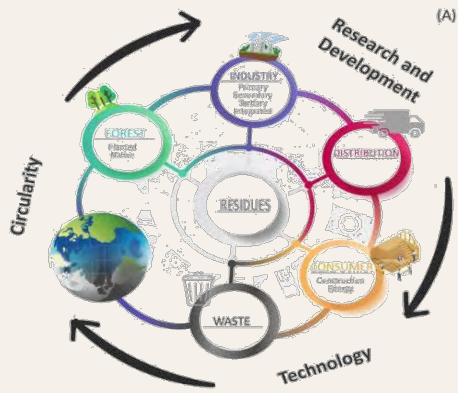 (A)
Research and
Development
INDUSTRY
Primary
Secondary
Tertiary
Integrated
FOREST
Planted
Native
DISTRIBUTION
Circularity
RESIDUES
CONSUMER
Construction
Energy
WASTE
Technology